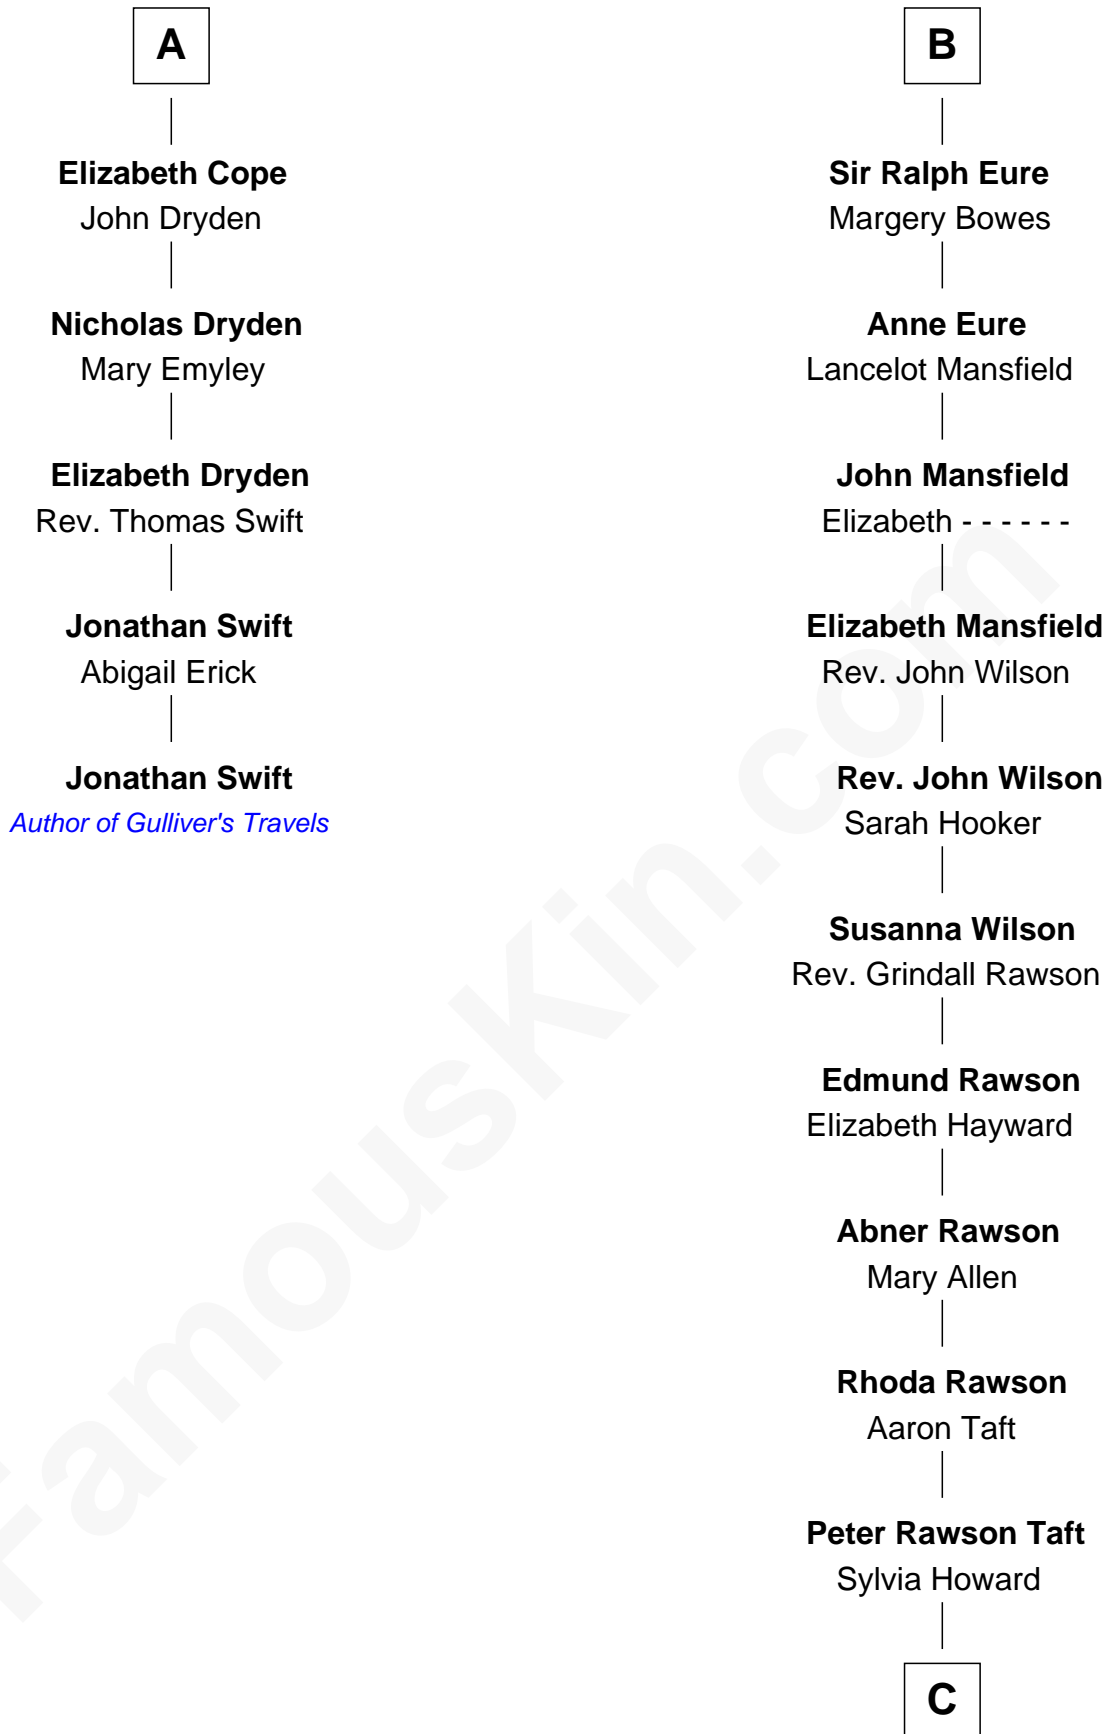 A
Elizabeth Cope
John Dryden
Nicholas Dryden
Mary Emyley
Elizabeth Dryden
Rev. Thomas Swift
Jonathan Swift
Abigail Erick
Jonathan Swift
Author of Gulliver's Travels
B
Sir Ralph Eure
Margery Bowes
Anne Eure
Lancelot Mansfield
John Mansfield
Elizabeth - - - - - -
Elizabeth Mansfield
Rev. John Wilson
Rev. John Wilson
Sarah Hooker
Susanna Wilson
Rev. Grindall Rawson
Edmund Rawson
Elizabeth Hayward
Abner Rawson
Mary Allen
Rhoda Rawson
Aaron Taft
Peter Rawson Taft
Sylvia Howard
C
FamousKin.com